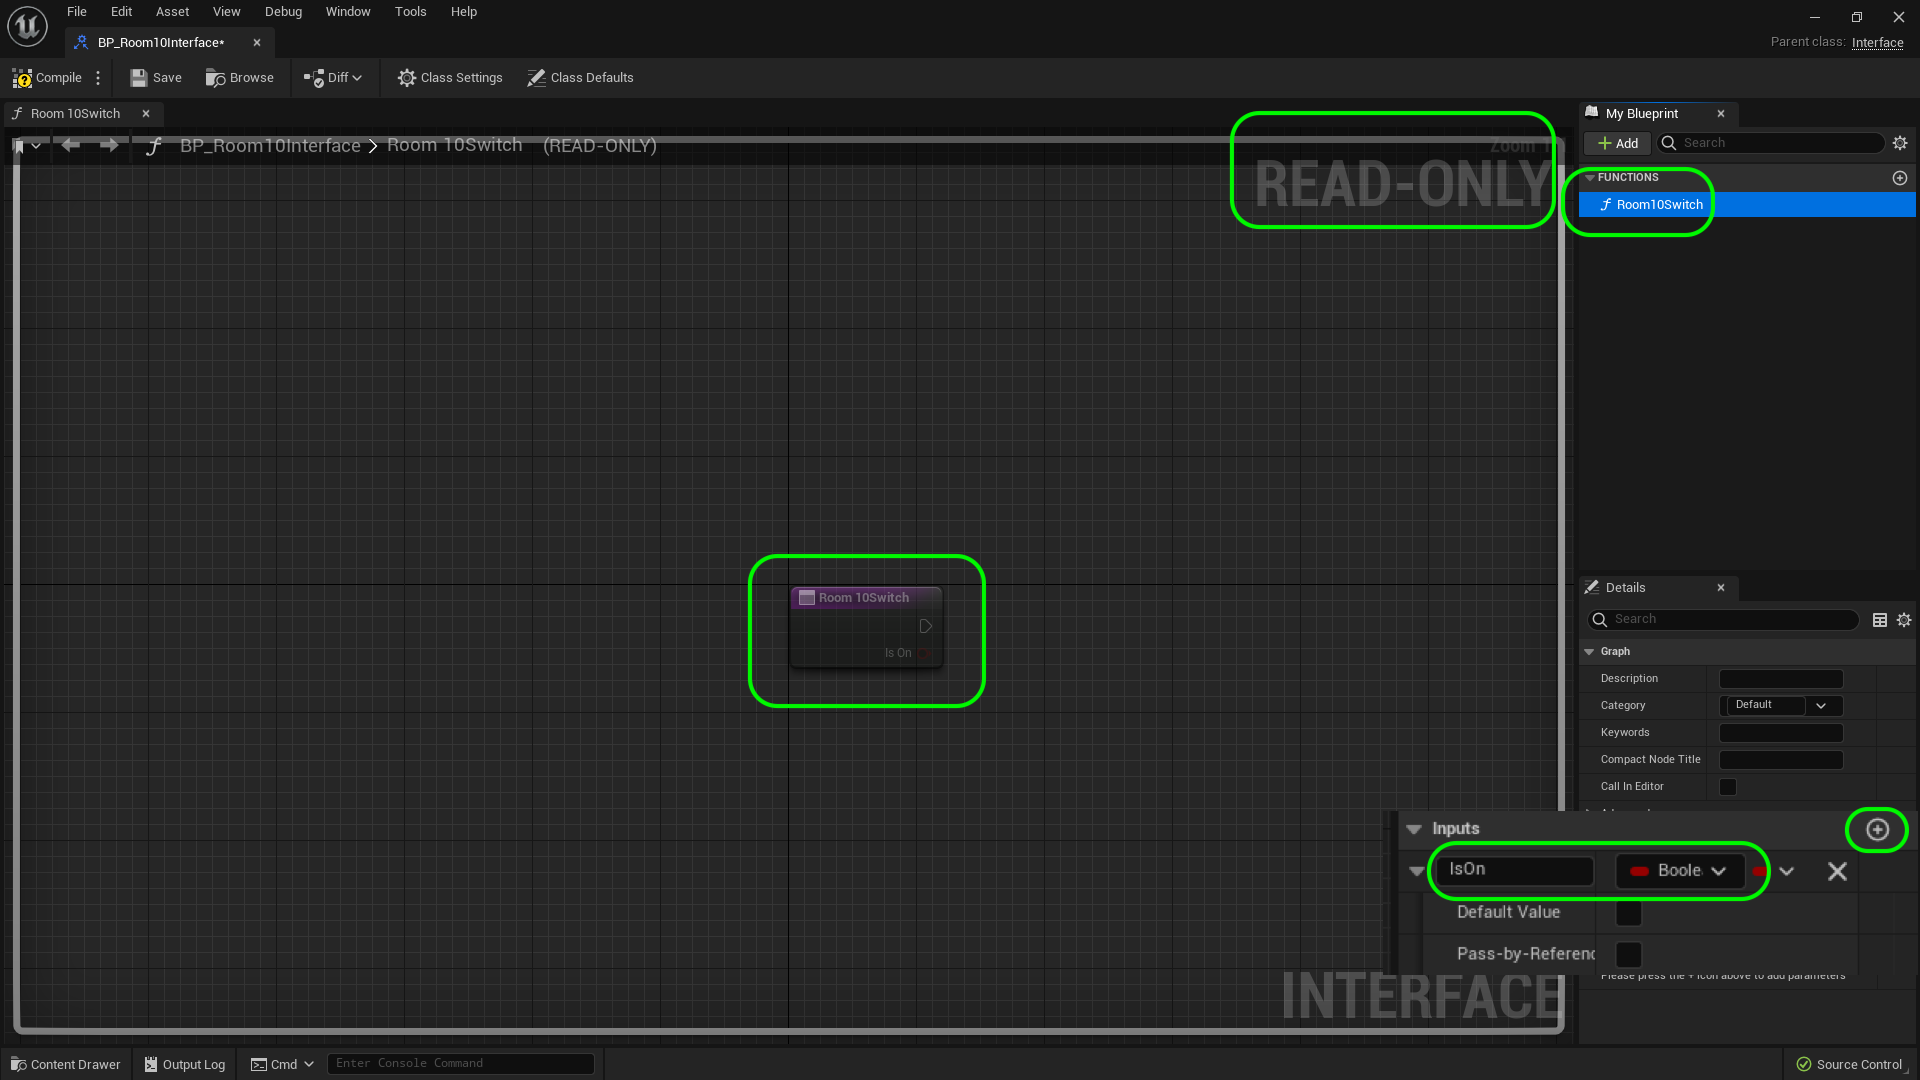 File Edit Asset View Debug Window Tools Help
BP_Room10Interface*
Parent class: Interface
Compile Save Browse Diff Class Settings Class Defaults
Room 10Switch
My Blueprint
BP_Room10Interface > Room 10Switch (READ-ONLY)
Zoom
READ-ONLY
+ Add
Search
FUNCTIONS
Room10Switch
Room 10Switch
Is On
Details
Search
Graph
Description
Category Default
Keywords
Compact Node Title
Call In Editor
Inputs
IsOn Boole
Default Value
Pass-by-Referenc
Please press the + icon above to add parameters
INTERFACE
Content Drawer Output Log Cmd Enter Console Command Source Control